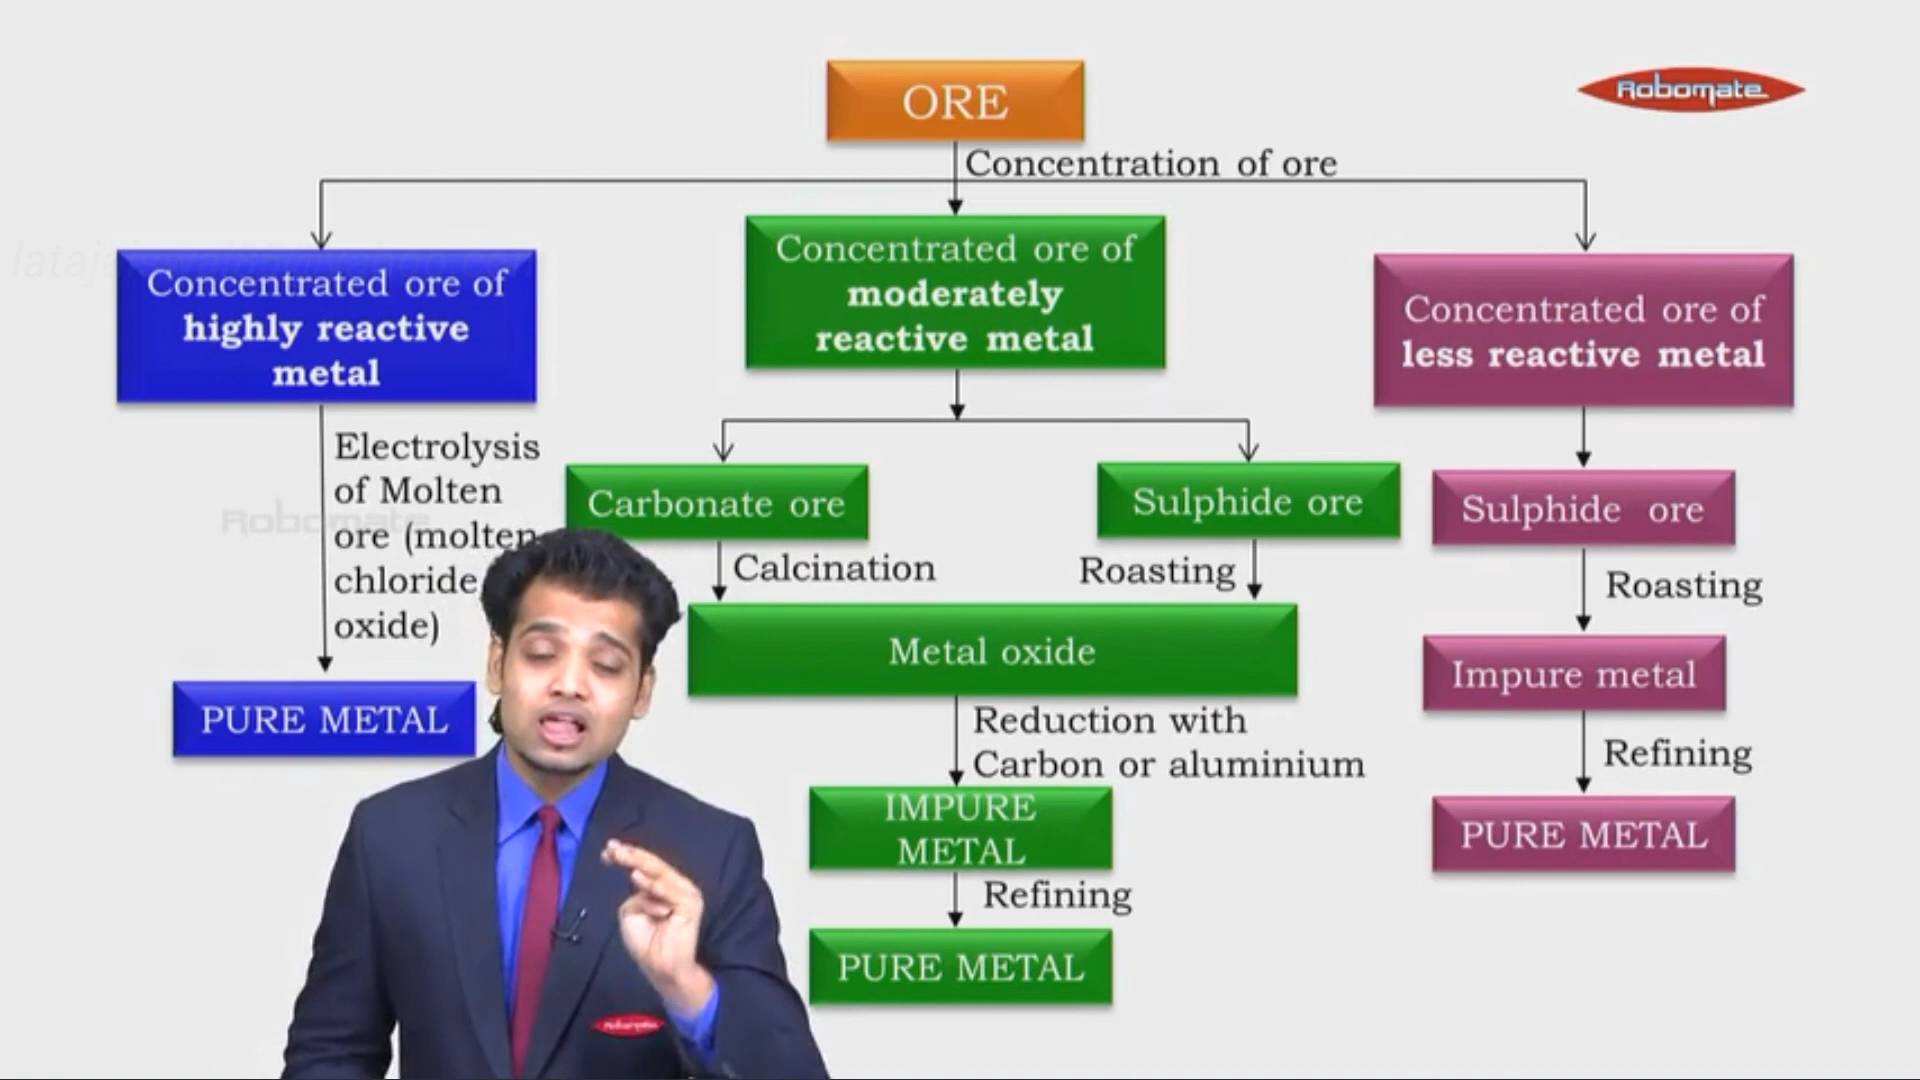 ORE
Robomate
Concentration of ore
Concentrated ore of
highly reactive
metal
Concentrated ore of
moderately
reactive metal
Concentrated ore of
less reactive metal
Electrolysis
of Molten
ore (molten
chloride
oxide)
Robomate
PURE METAL
Carbonate ore
Sulphide ore
Calcination
Roasting
Metal oxide
Reduction with
Carbon or aluminium
IMPURE
METAL
Refining
PURE METAL
Sulphide ore
Roasting
Impure metal
Refining
PURE METAL
Robomate